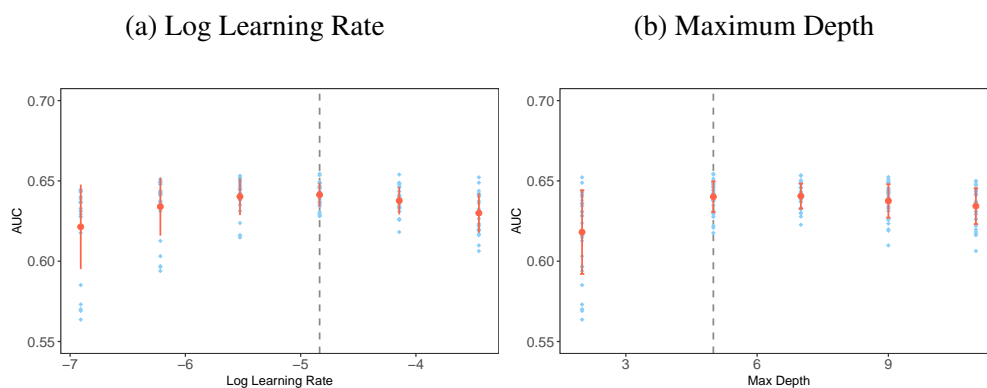 (a) Log Learning Rate
(b) Maximum Depth
0.70
0.65
0.60
0.55
AUC
−7
−6
−5
−4
Log Learning Rate
0.70
0.65
0.60
0.55
AUC
3
6
9
Max Depth